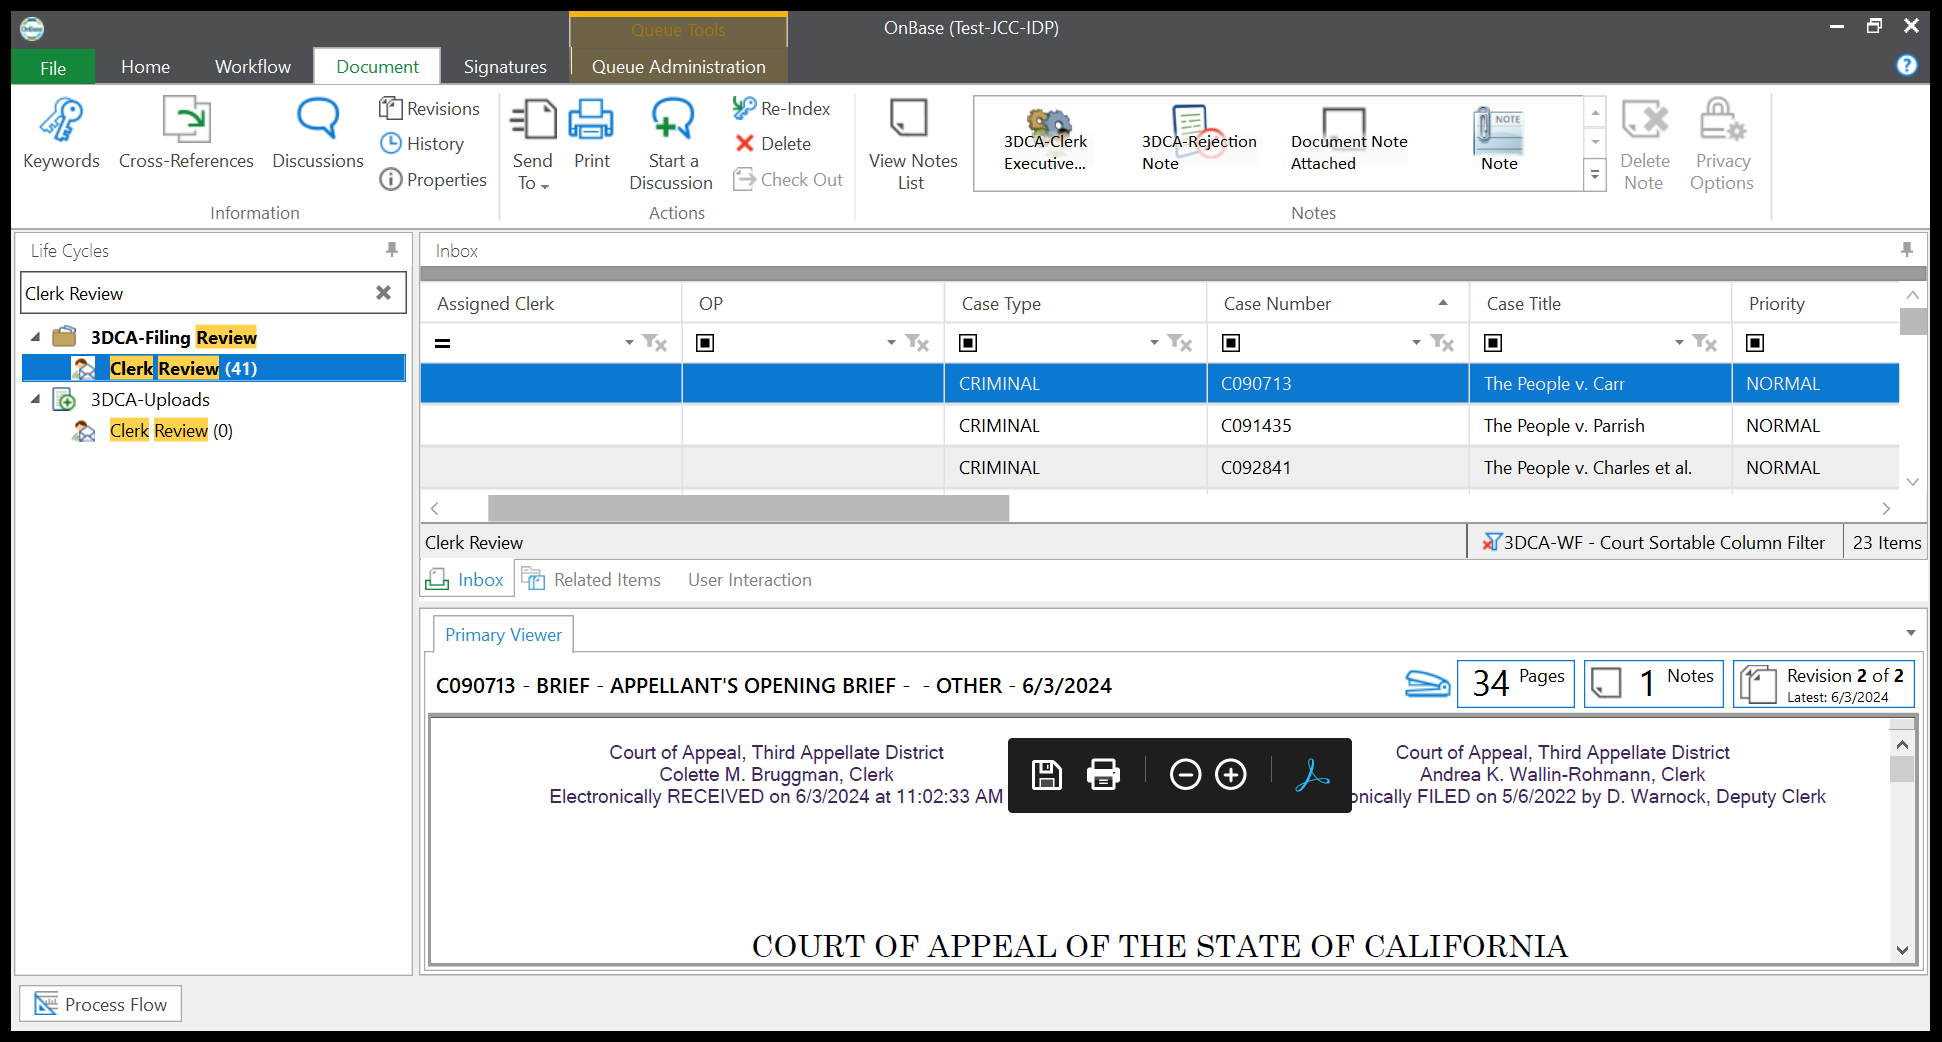 OnBase
Queue Tools
OnBase (Test-JCC-IDP)
File
Home
Workflow
Document
Signatures
Queue Administration
?
Keywords
Cross-References
Discussions
Revisions
History
Properties
Information
Send
To
Print
Start a
Discussion
Re-Index
Delete
Check Out
Actions
View Notes
List
3DCA-Clerk
Executive...
3DCA-Rejection
Note
Document Note
Attached
NOTE
Note
Delete
Note
Privacy
Options
Notes
Life Cycles
Clerk Review
3DCA-Filing Review
Clerk Review (41)
3DCA-Uploads
Clerk Review (0)
Inbox
Assigned Clerk OP Case Type Case Number Case Title Priority
=
CRIMINAL C090713 The People v. Carr NORMAL
CRIMINAL C091435 The People v. Parrish NORMAL
CRIMINAL C092841 The People v. Charles et al. NORMAL
Clerk Review
3DCA-WF - Court Sortable Column Filter
23 Items
Inbox
Related Items
User Interaction
Primary Viewer
C090713 - BRIEF - APPELLANT'S OPENING BRIEF - - OTHER - 6/3/2024
34 Pages
1 Notes
Revision 2 of 2
Latest: 6/3/2024
Court of Appeal, Third Appellate District
Colette M. Bruggman, Clerk
Electronically RECEIVED on 6/3/2024 at 11:02:33 AM
Court of Appeal, Third Appellate District
Andrea K. Wallin-Rohmann, Clerk
onically FILED on 5/6/2022 by D. Warnock, Deputy Clerk
COURT OF APPEAL OF THE STATE OF CALIFORNIA
Process Flow